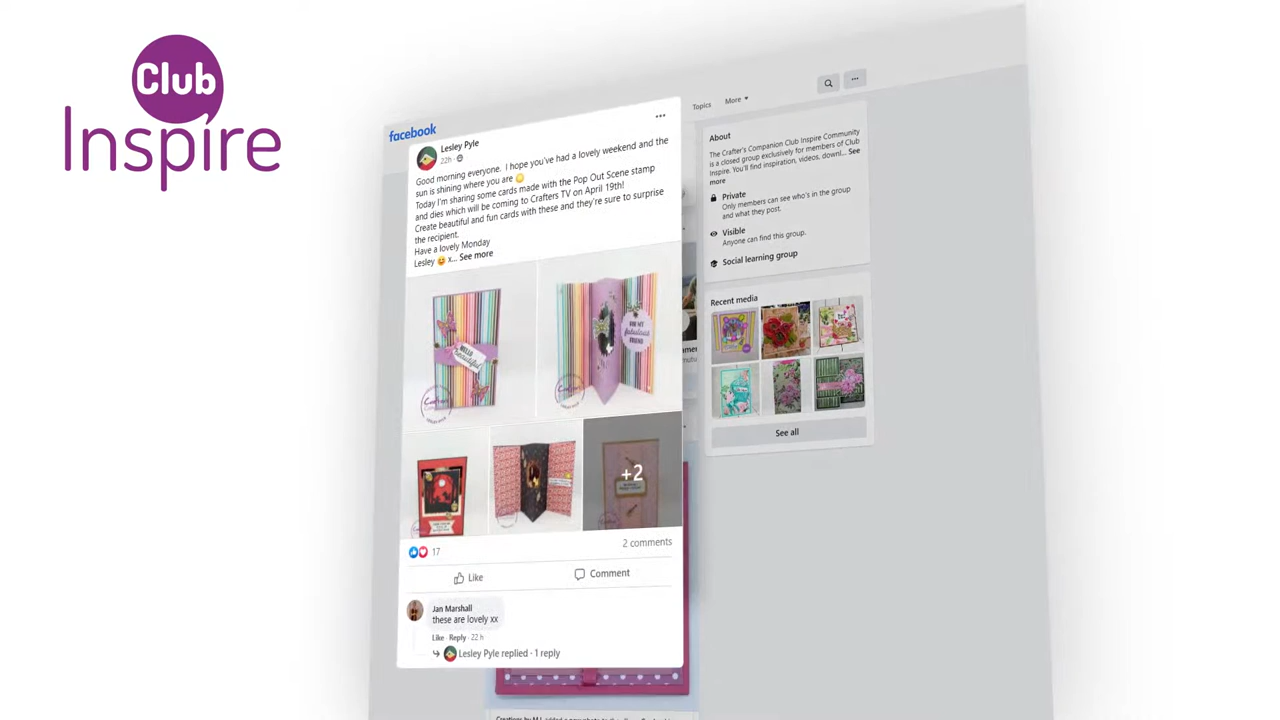 Club
Inspire
facebook
Lesley Pyle
22h
Good morning everyone. I hope you've had a lovely weekend and the
sun is shining where you are
Today I'm sharing some cards made with the Pop Out Scene stamp
and dies which will be coming to Crafters TV on April 19th!
Create beautiful and fun cards with these and they're sure to surprise
the recipient.
Have a lovely Monday
Lesley 😊 x... See more
HELLO
beautiful
YOU MY
fabulous
FRIEND
+2
17
2 comments
Like
Comment
Jan Marshall
these are lovely xx
Like · Reply · 22 h
Lesley Pyle replied · 1 reply
Topics
More
About
The Crafter's Companion Club Inspire Community
is a closed group exclusively for members of Club
Inspire. You'll find inspiration, videos, downl... See
more
Private
Only members can see who's in the group
and what they post.
Visible
Anyone can find this group.
Social learning group
Recent media
See all